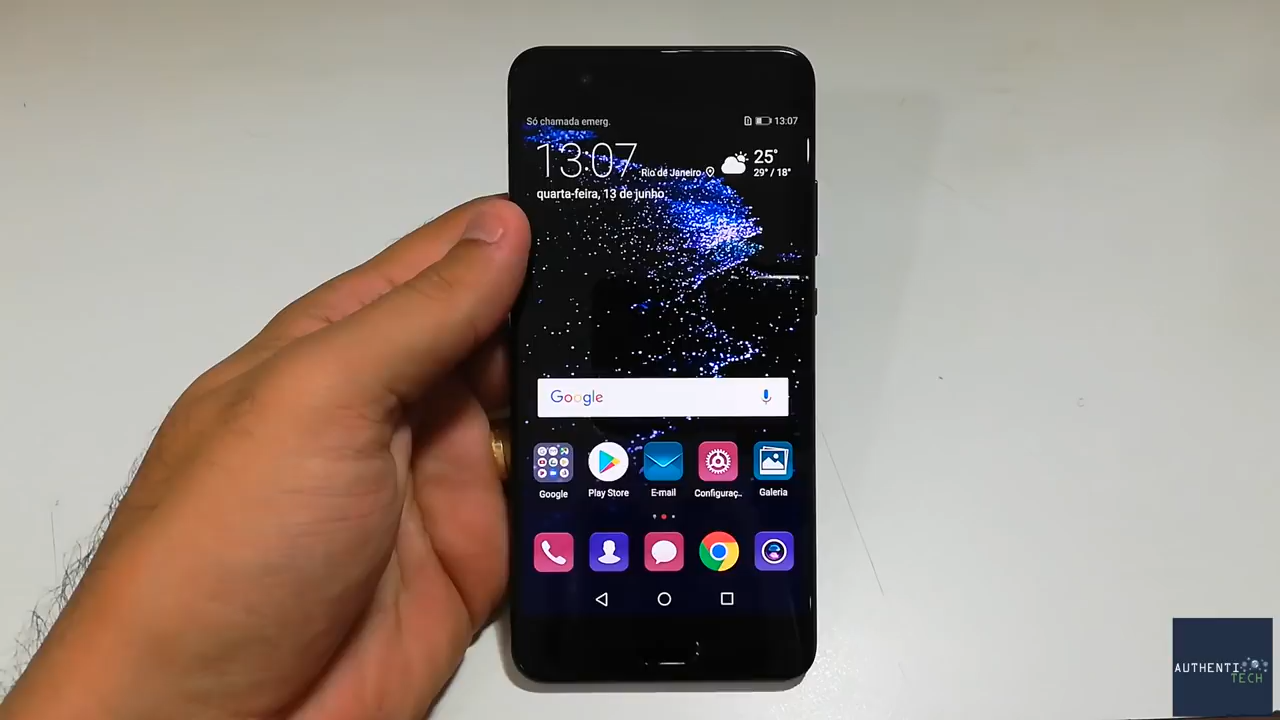 Só chamada emerg.
13:07
13:07
Rio de Janeiro
25°
29° / 18°
quarta-feira, 13 de junho
Google
Google
Play Store
E-mail
Configuraç..
Galeria
AUTHENTI
TECH